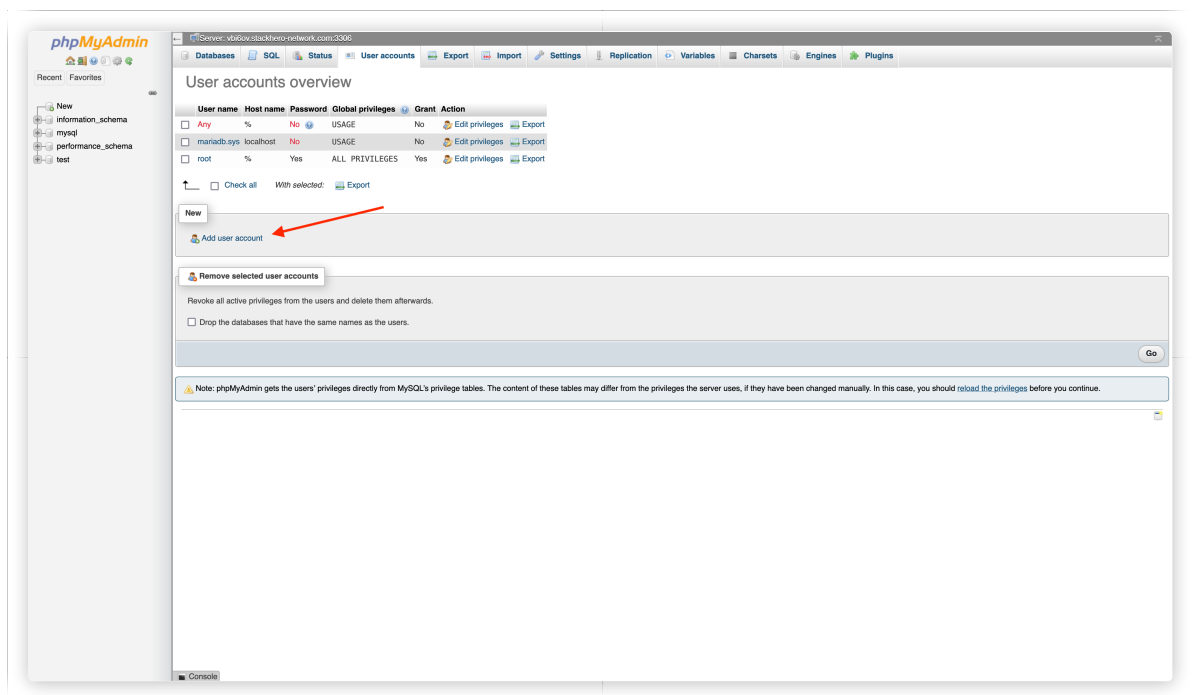 phpMyAdmin
Recent Favorites
New
information_schema
mysql
performance_schema
test
Server: vbi6ov.stackhero-network.com:3306
Databases SQL Status User accounts Export Import Settings Replication Variables Charsets Engines Plugins
User accounts overview
User name Host name Password Global privileges Grant Action
Any % No USAGE No Edit privileges Export
mariadb.sys localhost No USAGE No Edit privileges Export
root % Yes ALL PRIVILEGES Yes Edit privileges Export
Check all With selected: Export
New
Add user account
Remove selected user accounts
Revoke all active privileges from the users and delete them afterwards.
Drop the databases that have the same names as the users.
Go
Note: phpMyAdmin gets the users' privileges directly from MySQL's privilege tables. The content of these tables may differ from the privileges the server uses, if they have been changed manually. In this case, you should reload the privileges before you continue.
Console